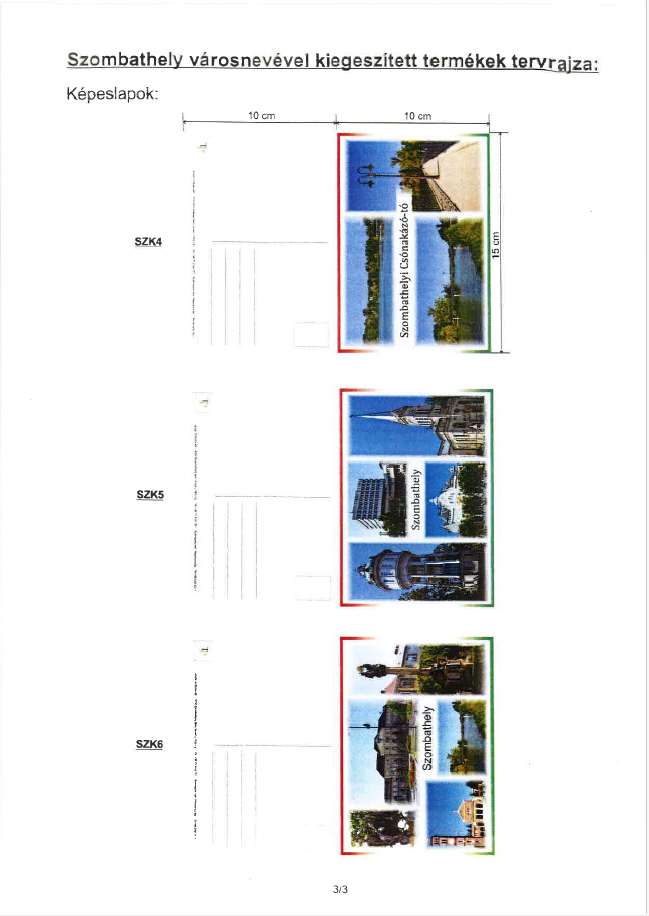 Szombathely városnevével kiegeszített termékek tervrajza:
Képeslapok:
10 cm
10 cm
SZK4
Szombathelyi Csónakázó-tó
15 cm
SZK5
Szombathely
SZK6
Szombathely
3/3